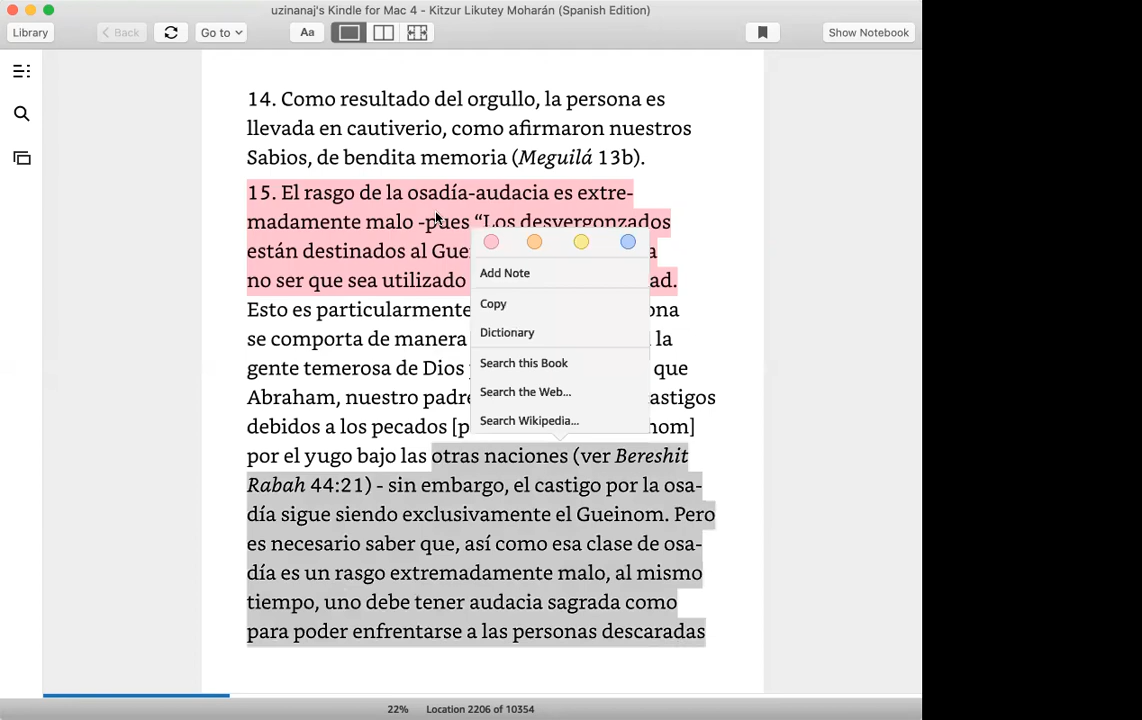 uzinanaj's Kindle for Mac 4 - Kitzur Likutey Moharán (Spanish Edition)
Library
Back
Go to
Aa
Show Notebook
14. Como resultado del orgullo, la persona es
llevada en cautiverio, como afirmaron nuestros
Sabios, de bendita memoria (Meguilá 13b).
15. El rasgo de la osadía-audacia es extre-
madamente malo -pues “Los desvergonzados
están destinados al
no ser que sea utilizado
Esto es particularmente
se comporta de manera la
gente temerosa de Dios que
Abraham, nuestro padre
debidos a los pecados
por el yugo bajo las otras naciones (ver Bereshit
Rabah 44:21) - sin embargo, el castigo por la osa-
día sigue siendo exclusivamente el Gueinom. Pero
es necesario saber que, así como esa clase de osa-
día es un rasgo extremadamente malo, al mismo
tiempo, uno debe tener audacia sagrada como
para poder enfrentarse a las personas descaradas
Add Note
Copy
Dictionary
Search this Book
Search the Web...
Search Wikipedia...
22% Location 2206 of 10354